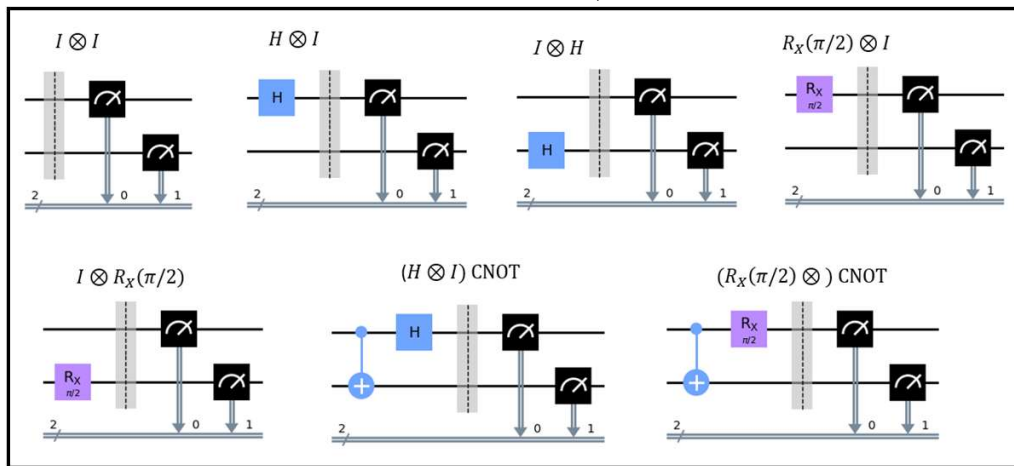 I ⊗ I
H ⊗ I
I ⊗ H
R_X(π/2) ⊗ I
H
H
R_X
π/2
2
0
1
2
0
1
2
0
1
2
0
1
I ⊗ R_X(π/2)
(H ⊗ I) CNOT
(R_X(π/2) ⊗ ) CNOT
R_X
π/2
H
R_X
π/2
2
0
1
2
0
1
2
0
1